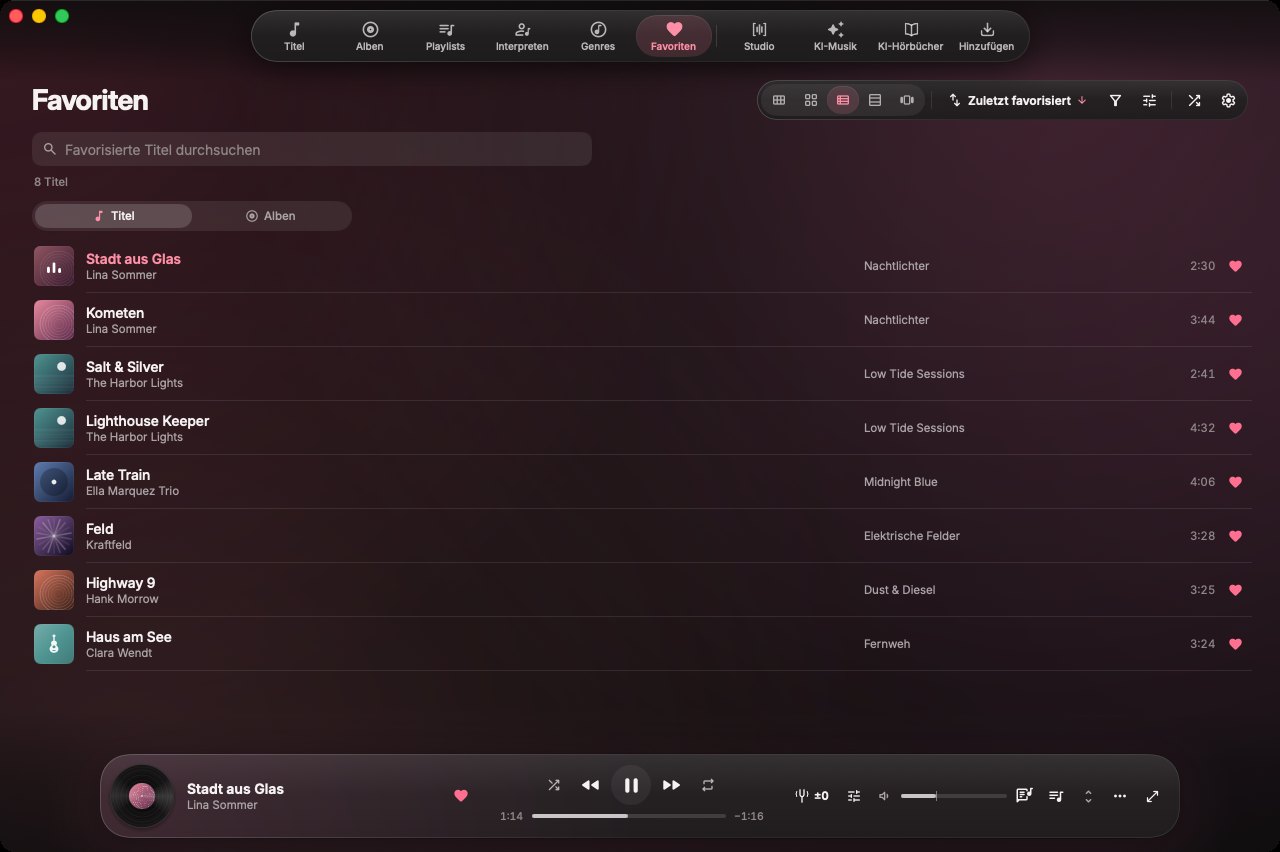 Titel
Alben
Playlists
Interpreten
Genres
Favoriten
Studio
KI-Musik
KI-Hörbücher
Hinzufügen
Favoriten
Zuletzt favorisiert
Favorisierte Titel durchsuchen
8 Titel
Titel
Alben
Stadt aus Glas
Lina Sommer
Nachtlichter
2:30
Kometen
Lina Sommer
Nachtlichter
3:44
Salt & Silver
The Harbor Lights
Low Tide Sessions
2:41
Lighthouse Keeper
The Harbor Lights
Low Tide Sessions
4:32
Late Train
Ella Marquez Trio
Midnight Blue
4:06
Feld
Kraftfeld
Elektrische Felder
3:28
Highway 9
Hank Morrow
Dust & Diesel
3:25
Haus am See
Clara Wendt
Fernweh
3:24
Stadt aus Glas
Lina Sommer
1:14
−1:16
±0